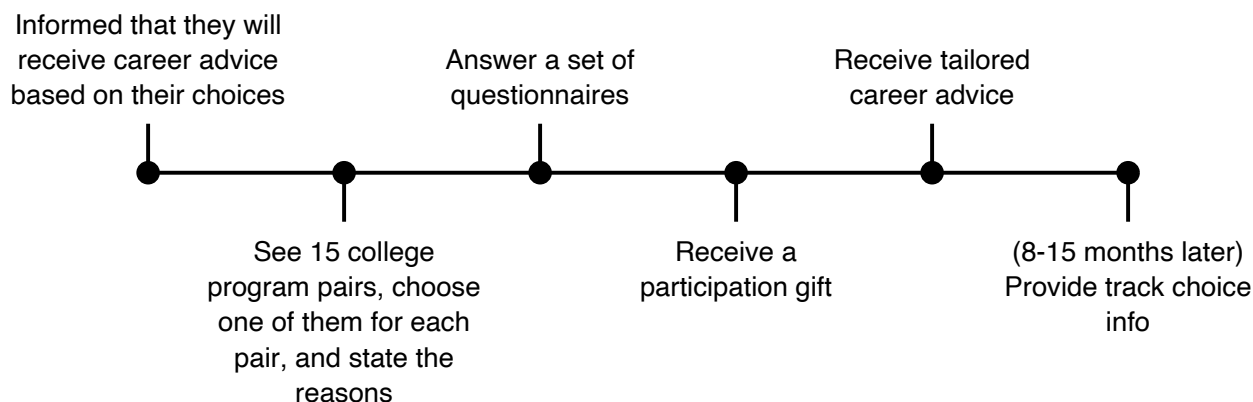 Informed that they will
receive career advice
based on their choices
See 15 college
program pairs, choose
one of them for each
pair, and state the
reasons
Answer a set of
questionnaires
Receive a
participation gift
Receive tailored
career advice
(8-15 months later)
Provide track choice
info